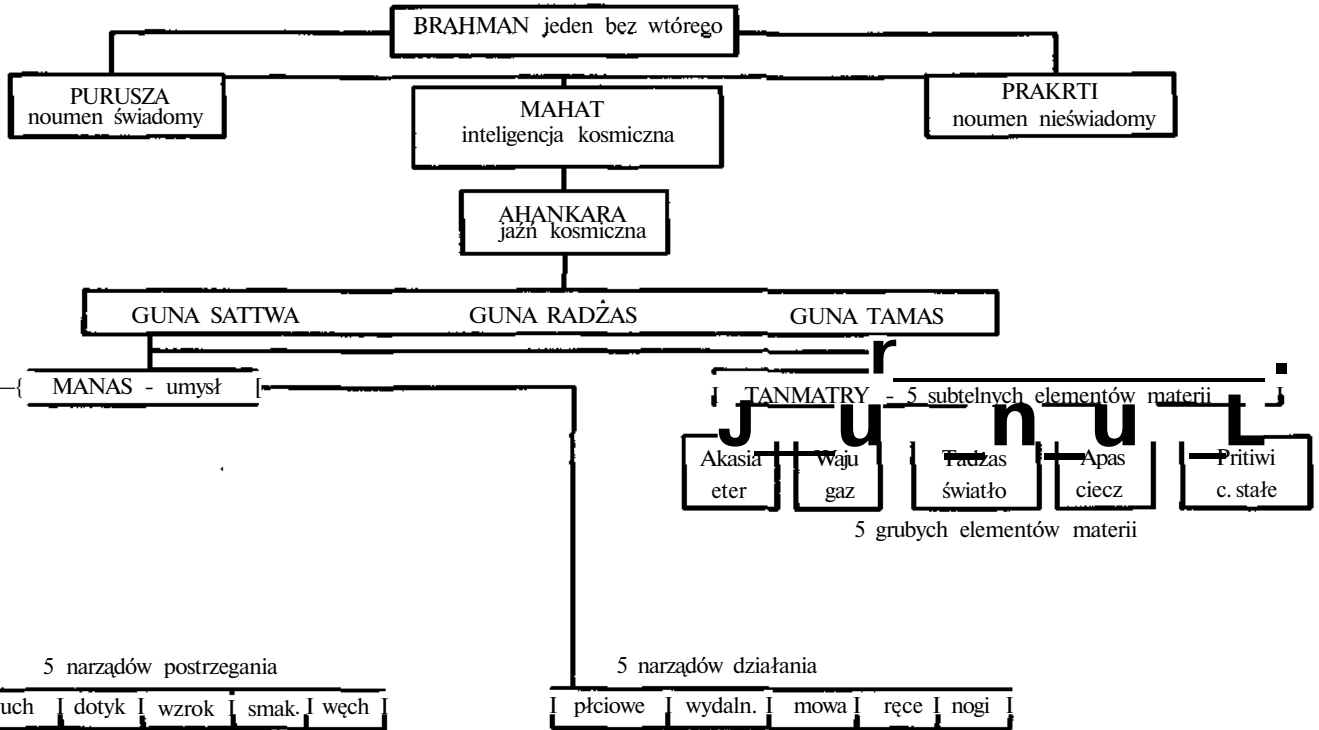 BRAHMAN jeden bez wtórego
PURUSZA
noumen świadomy
MAHAT
inteligencja kosmiczna
PRAKRTI
noumen nieświadomy
AHANKARA
jaźń kosmiczna
GUNA SATTWA GUNA RADŻAS GUNA TAMAS
MANAS - umysł
TANMATRY - 5 subtelnych elementów materii
Akasia
eter
Waju
gaz
Tadzas
światło
Apas
ciecz
Pritiwi
c. stałe
5 grubych elementów materii
5 narządów postrzegania
uch dotyk wzrok smak. węch
5 narządów działania
płciowe wydaln. mowa ręce nogi